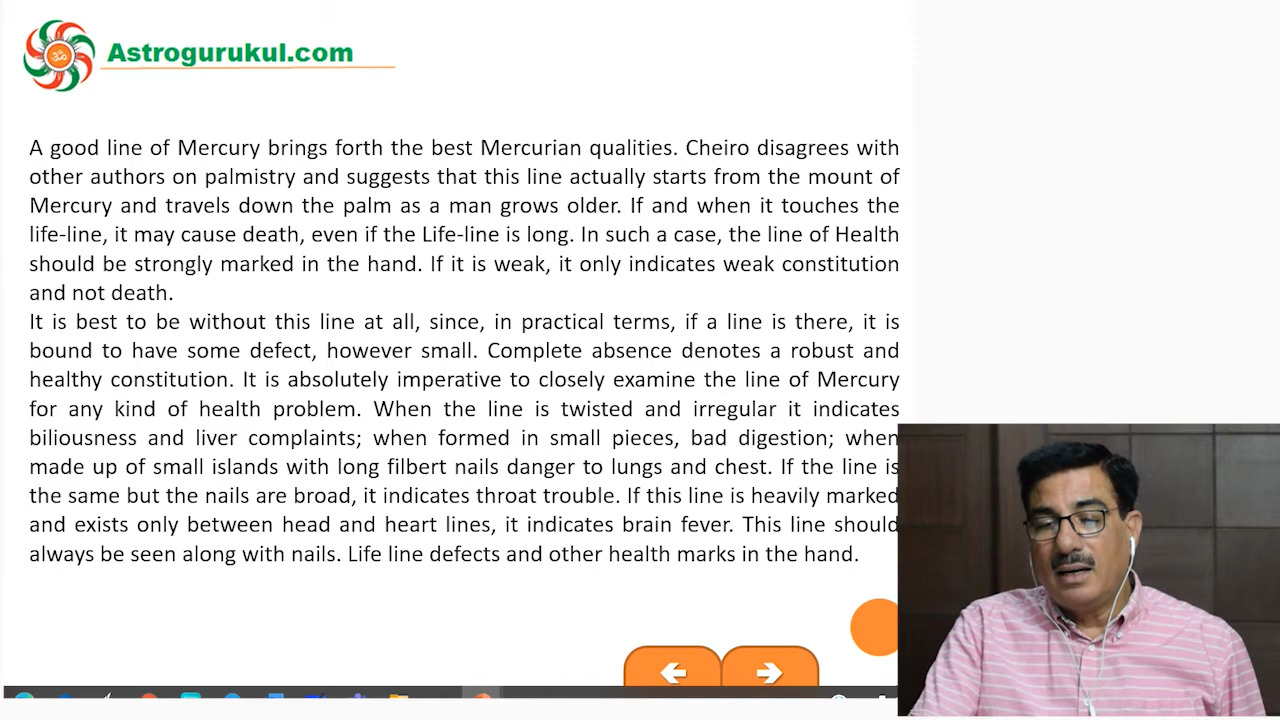 Astrogurukul.com
A good line of Mercury brings forth the best Mercurian qualities. Cheiro disagrees with
other authors on palmistry and suggests that this line actually starts from the mount of
Mercury and travels down the palm as a man grows older. If and when it touches the
life-line, it may cause death, even if the Life-line is long. In such a case, the line of Health
should be strongly marked in the hand. If it is weak, it only indicates weak constitution
and not death.
It is best to be without this line at all, since, in practical terms, if a line is there, it is
bound to have some defect, however small. Complete absence denotes a robust and
healthy constitution. It is absolutely imperative to closely examine the line of Mercury
for any kind of health problem. When the line is twisted and irregular it indicates
biliousness and liver complaints; when formed in small pieces, bad digestion; when
made up of small islands with long filbert nails danger to lungs and chest. If the line is
the same but the nails are broad, it indicates throat trouble. If this line is heavily marked
and exists only between head and heart lines, it indicates brain fever. This line should
always be seen along with nails. Life line defects and other health marks in the hand.